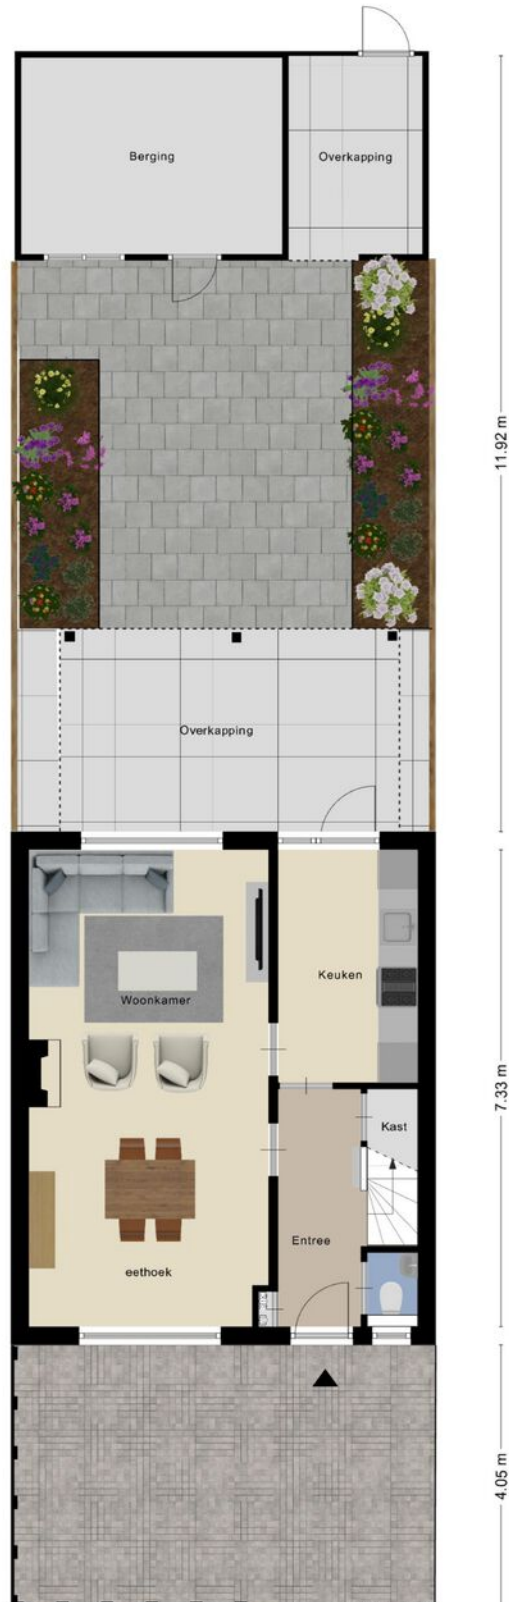 Berging
Overkapping
11.92 m
Overkapping
Woonkamer
Keuken
7.33 m
Kast
Entree
eethoek
4.05 m